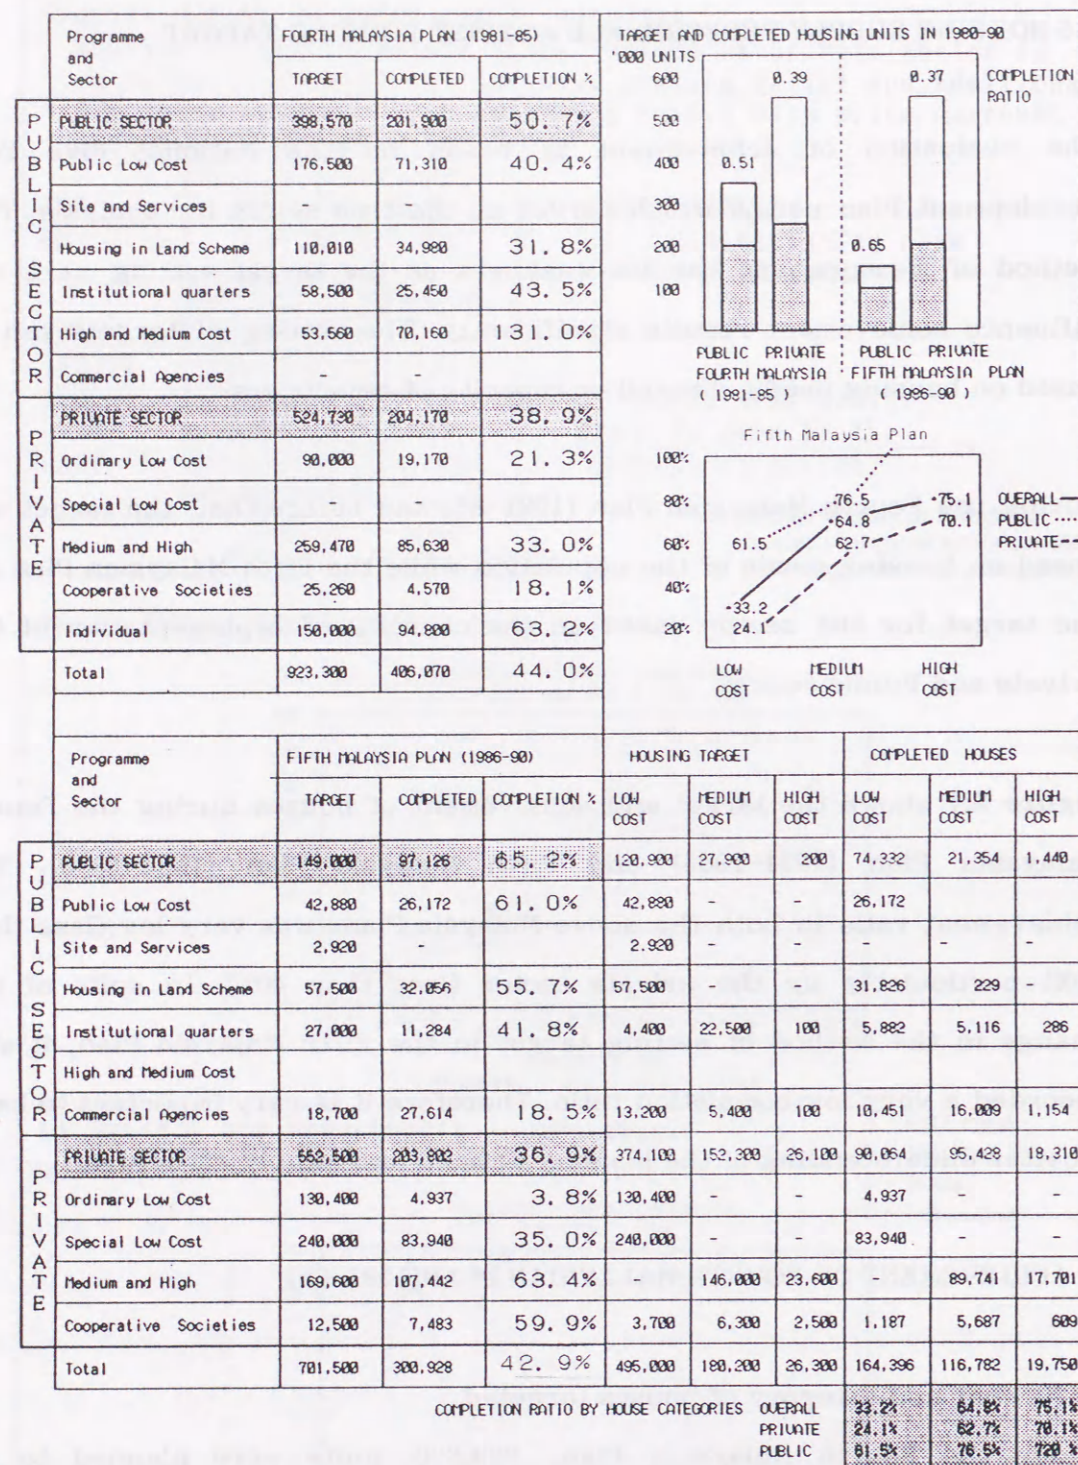 Programme and Sector FOURTH MALAYSIA PLAN (1981-85)
TARGET COMPLETED COMPLETION %
PUBLIC SECTOR
PUBLIC SECTOR 398,570 201,900 50.7%
Public Low Cost 176,500 71,310 40.4%
Site and Services - - -
Housing in Land Scheme 110,010 34,980 31.8%
Institutional quarters 58,500 25,450 43.5%
High and Medium Cost 53,560 70,160 31.0%
Commercial Agencies - -
PRIVATE
PRIVATE SECTOR 524,730 204,170 38.9%
Ordinary Low Cost 90,000 19,170 21.3%
Special Low Cost - -
Medium and High 259,470 85,630 33.0%
Cooperative Societies 25,260 4,570 18.1%
Individual 150,000 94,800 63.2%
Total 923,300 406,070 44.0%
TARGET AND COMPLETED HOUSING UNITS IN 1980-90
'000 UNITS
600 0.39 0.37 COMPLETION
RATIO
500
400 0.51
300
200 0.65
100
PUBLIC PRIVATE PUBLIC PRIVATE
FOURTH MALAYSIA FIFTH MALAYSIA PLAN
( 1981-85 ) ( 1996-90 )
Fifth Malaysia Plan
100%
80% 76.5 75.1 OVERALL
64.8 70.1 PUBLIC
60% 61.5 62.7 PRIVATE
40%
33.2
20% 24.1
LOW COST MEDIUM COST HIGH COST
Programme and Sector FIFTH MALAYSIA PLAN (1986-90) HOUSING TARGET COMPLETED HOUSES
TARGET COMPLETED COMPLETION % LOW COST MEDIUM COST HIGH COST LOW COST MEDIUM COST HIGH COST
PUBLIC SECTOR
PUBLIC SECTOR 149,000 97,126 65.2% 120,900 27,900 200 74,332 21,354 1,440
Public Low Cost 42,880 26,172 61.0% 42,880 - - 26,172
Site and Services 2,920 - 2,920 - - - - -
Housing in Land Scheme 57,500 32,056 55.7% 57,500 31,826 229 -
Institutional quarters 27,000 11,284 41.8% 4,400 22,500 100 5,882 5,116 286
High and Medium Cost
Commercial Agencies 18,700 27,614 18.5% 13,200 5,400 100 10,451 16,009 1,154
PRIVATE
PRIVATE SECTOR 552,500 203,802 36.9% 374,100 152,300 26,100 90,064 95,428 18,310
Ordinary Low Cost 130,400 4,937 3.8% 130,400 - - 4,937 - -
Special Low Cost 240,000 83,940 35.0% 240,000 - - 83,940 - -
Medium and High 169,600 107,442 63.4% - 146,000 23,600 - 89,741 17,701
Cooperative Societies 12,500 7,483 59.9% 3,700 6,300 2,500 1,187 5,687 609
Total 701,500 300,928 42.9% 495,000 180,200 26,300 164,396 116,782 19,750
COMPLETION RATIO BY HOUSE CATEGORIES OVERALL 33.2% 64.8% 75.1%
PRIVATE 24.1% 62.7% 70.1%
PUBLIC 61.5% 76.5% 720 %